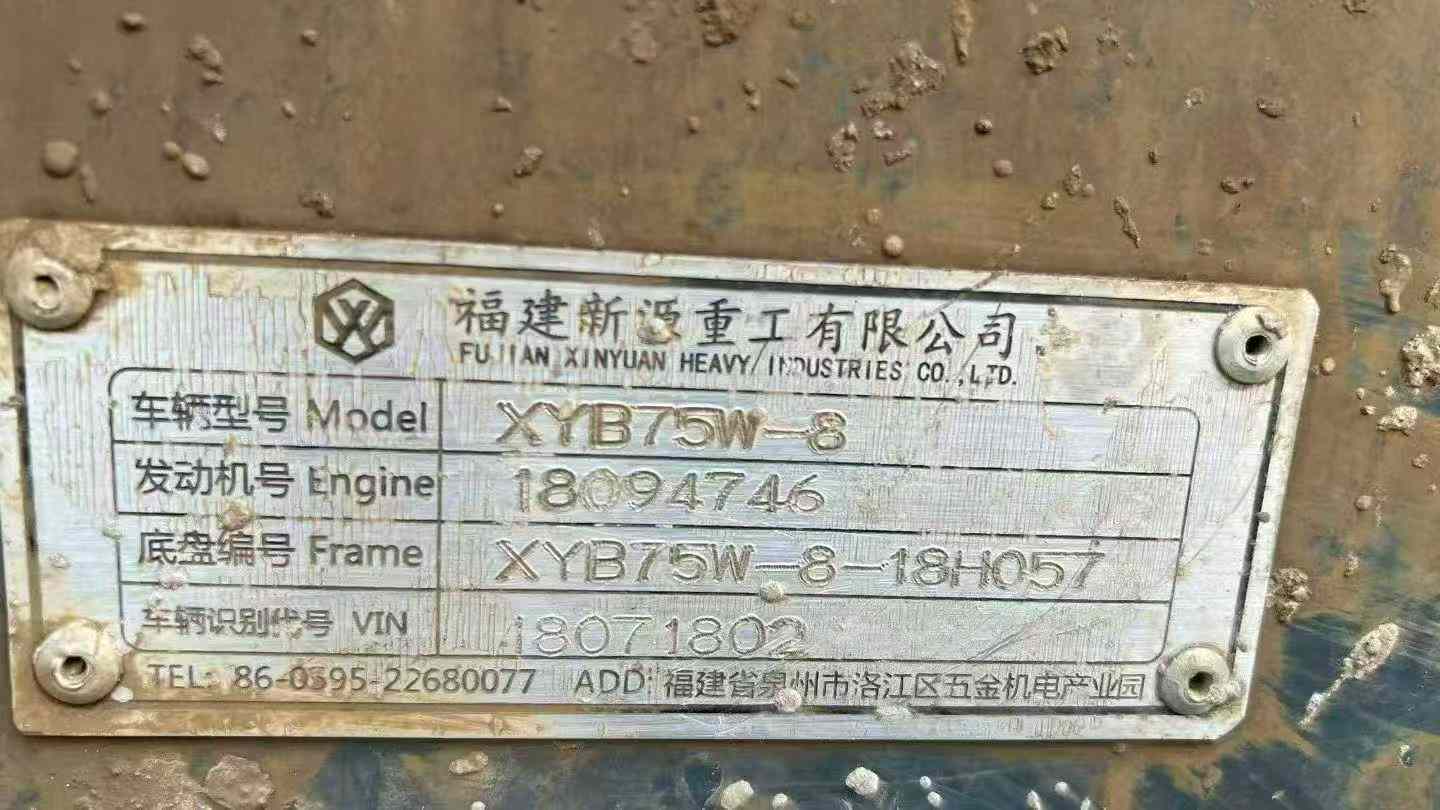 福建新源重工有限公司
FUJIAN XINYUAN HEAVY INDUSTRIES CO.,LTD.
车辆型号 Model XYB75W-8
发动机号 Engine 18094746
底盘编号 Frame XYB75W-8-18H057
车辆识别代号 VIN 18071802
TEL: 86-0595-22680077 ADD: 福建省泉州市洛江区五金机电产业园